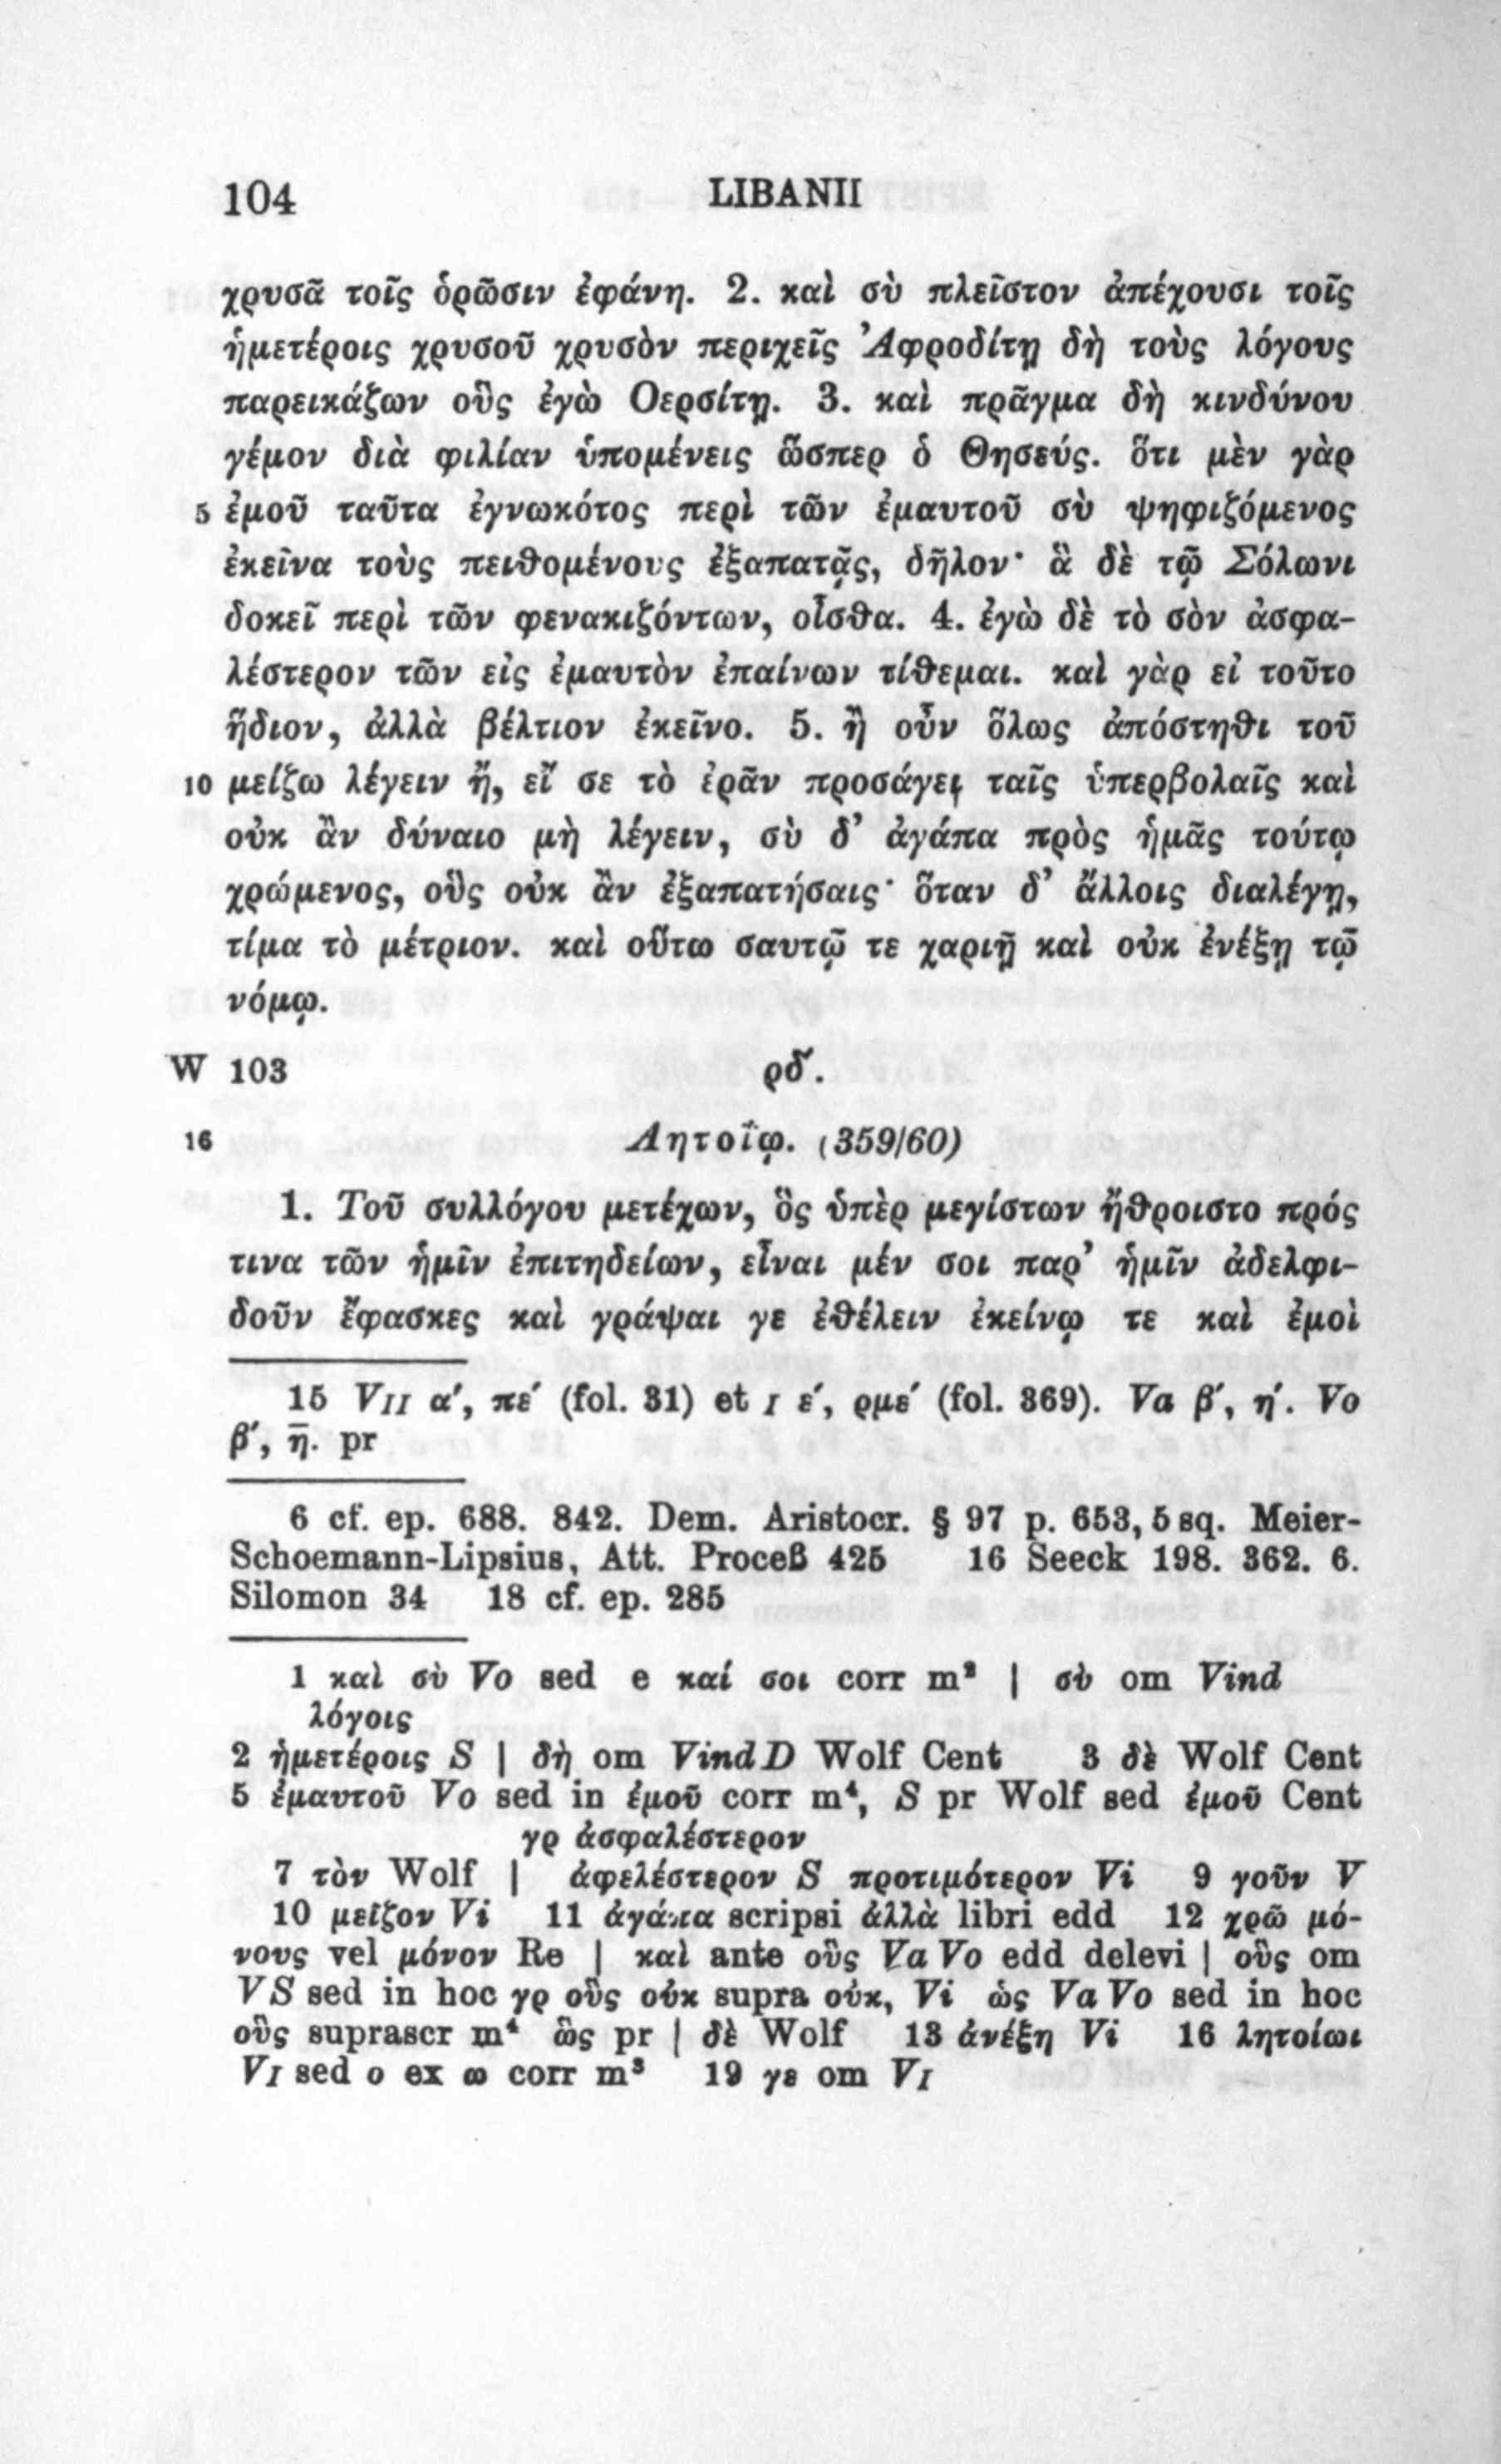 104 LIBANII
χρυσᾶ τοῖς ὁρῶσιν ἐφάνη. 2. καὶ σὺ πλεῖστον ἀπέχουσι τοῖς
ἡμετέροις χρυσοῦ χρυσὸν περιχεῖς Ἀφροδίτῃ δὴ τοὺς λόγους
παρεικάζων οὓς ἐγὼ Θερσίτῃ. 3. καὶ πρᾶγμα δὴ κινδύνου
γέμον διὰ φιλίαν ὑπομένεις ὥσπερ ὁ Θησεύς. ὅτι μὲν γὰρ
5 ἐμοῦ ταῦτα ἐγνωκότος περὶ τῶν ἐμαυτοῦ σὺ ψηφιζόμενος
ἐκεῖνα τοὺς πειθομένους ἐξαπατᾷς, δῆλον· ἃ δὲ τῷ Σόλωνι
δοκεῖ περὶ τῶν φενακιζόντων, οἶσθα. 4. ἐγὼ δὲ τὸ σὸν ἀσφα-
λέστερον τῶν εἰς ἐμαυτὸν ἐπαίνων τίθεμαι. καὶ γὰρ εἰ τοῦτο
ἥδιον, ἀλλὰ βέλτιον ἐκεῖνο. 5. ἢ οὖν ὅλως ἀπόστηθι τοῦ
10 μείζω λέγειν ἤ, εἴ σε τὸ ἐρᾶν προσάγει ταῖς ὑπερβολαῖς καὶ
οὐκ ἂν δύναιο μὴ λέγειν, σὺ δ’ ἀγάπα πρὸς ἡμᾶς τούτῳ
χρώμενος, οὓς οὐκ ἂν ἐξαπατήσαις· ὅταν δ’ ἄλλοις διαλέγῃ,
τίμα τὸ μέτριον. καὶ οὕτω σαυτῷ τε χαριῇ καὶ οὐκ ἐνέξῃ τῷ
νόμῳ.
W 103 ρδ′.
16 Λητοΐῳ. (359/60)
1. Τοῦ συλλόγου μετέχων, ὃς ὑπὲρ μεγίστων ἤθροιστο πρός
τινα τῶν ἡμῖν ἐπιτηδείων, εἶναι μέν σοι παρ’ ἡμῖν ἀδελφι-
δοῦν ἔφασκες καὶ γράψαι γε ἐθέλειν ἐκείνῳ τε καὶ ἐμοὶ
15 VII α′, πε′ (fol. 31) et I ε′, ρμε′ (fol. 369). Va β′, η′. Vo
β′, η̅. pr
6 cf. ep. 688. 842. Dem. Aristocr. § 97 p. 653, 5 sq. Meier-
Schoemann-Lipsius, Att. Proceß 425 16 Seeck 198. 362. 6.
Silomon 34 18 cf. ep. 285
1 καὶ σὺ Vo sed e καί σοι corr m² | σὺ om Vind
λόγοις
2 ἡμετέροις S | δὴ om Vind D Wolf Cent 3 δὲ Wolf Cent
5 ἐμαυτοῦ Vo sed in ἐμοῦ corr m⁴, S pr Wolf sed ἐμοῦ Cent
γρ ἀσφαλέστερον
7 τὸν Wolf | ἀφελέστερον S προτιμότερον Vi 9 γοῦν V
10 μεῖζον Vi 11 ἀγάπα scripsi ἀλλὰ libri edd 12 χρῶ μό-
νους vel μόνον Re | καὶ ante οὓς Va Vo edd delevi | οὓς om
VS sed in hoc γρ οὓς οὐκ supra οὐκ, Vi ὡς Va Vo sed in hoc
οὓς suprascr m⁴ ὣς pr | δὲ Wolf 13 ἀνέξῃ Vi 16 λητοίωι
VI sed ο ex ω corr m³ 19 γε om VI